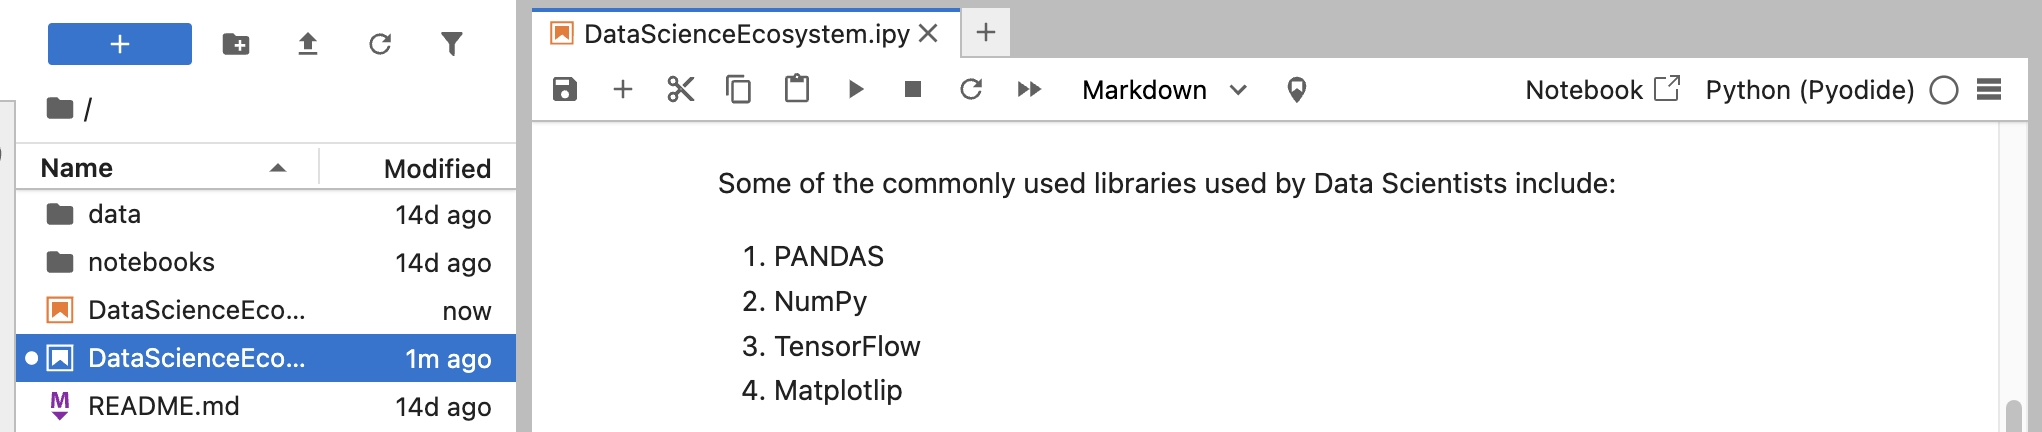 DataScienceEcosystem.ipy
Markdown
Notebook
Python (Pyodide)
/
Name
Modified
data 14d ago
notebooks 14d ago
DataScienceEco... now
DataScienceEco... 1m ago
README.md 14d ago
Some of the commonly used libraries used by Data Scientists include:
1. PANDAS
2. NumPy
3. TensorFlow
4. Matplotlip